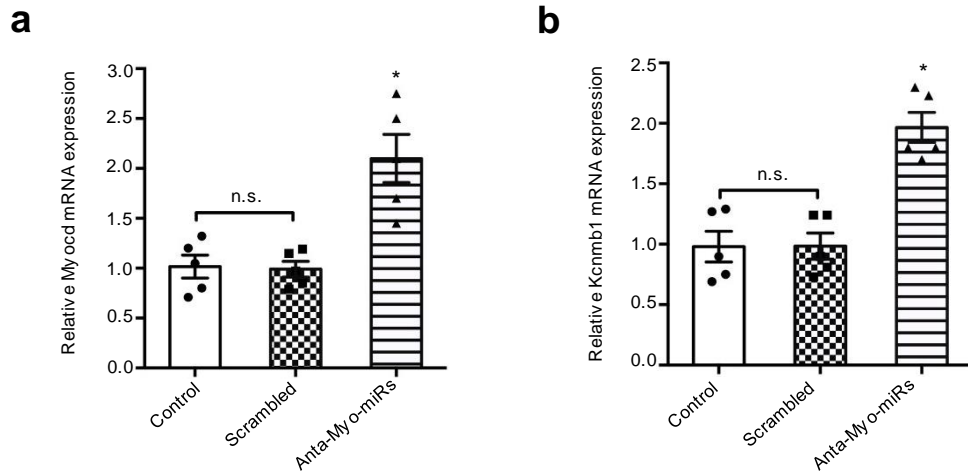 a
Relative Myocd mRNA expression
3.0
2.5
2.0
1.5
1.0
0.5
0.0
n.s.
*
Control
Scrambled
Anta-Myo-miRs
b
Relative Kcnmb1 mRNA expression
2.5
2.0
1.5
1.0
0.5
0.0
n.s.
*
Control
Scrambled
Anta-Myo-miRs